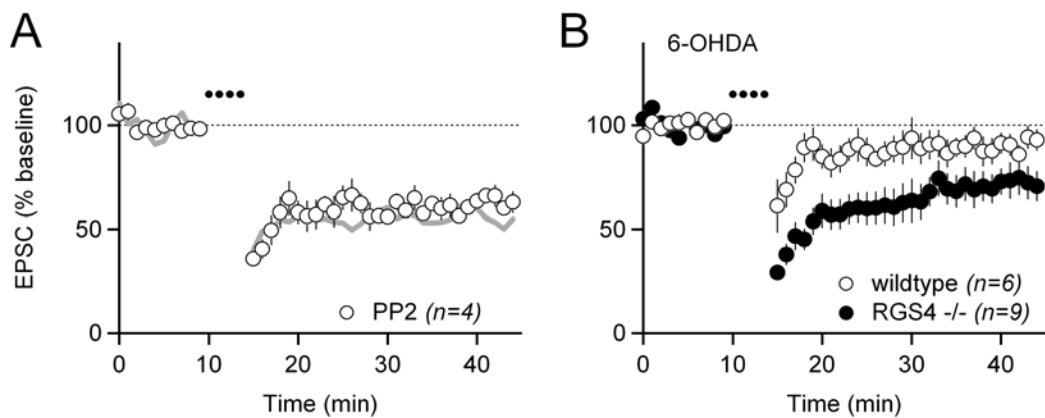 A
EPSC (% baseline)
100
50
0
0
10
20
30
40
Time (min)
PP2 (n=4)
B
6-OHDA
100
50
0
0
10
20
30
40
Time (min)
wildtype (n=6)
RGS4 -/- (n=9)